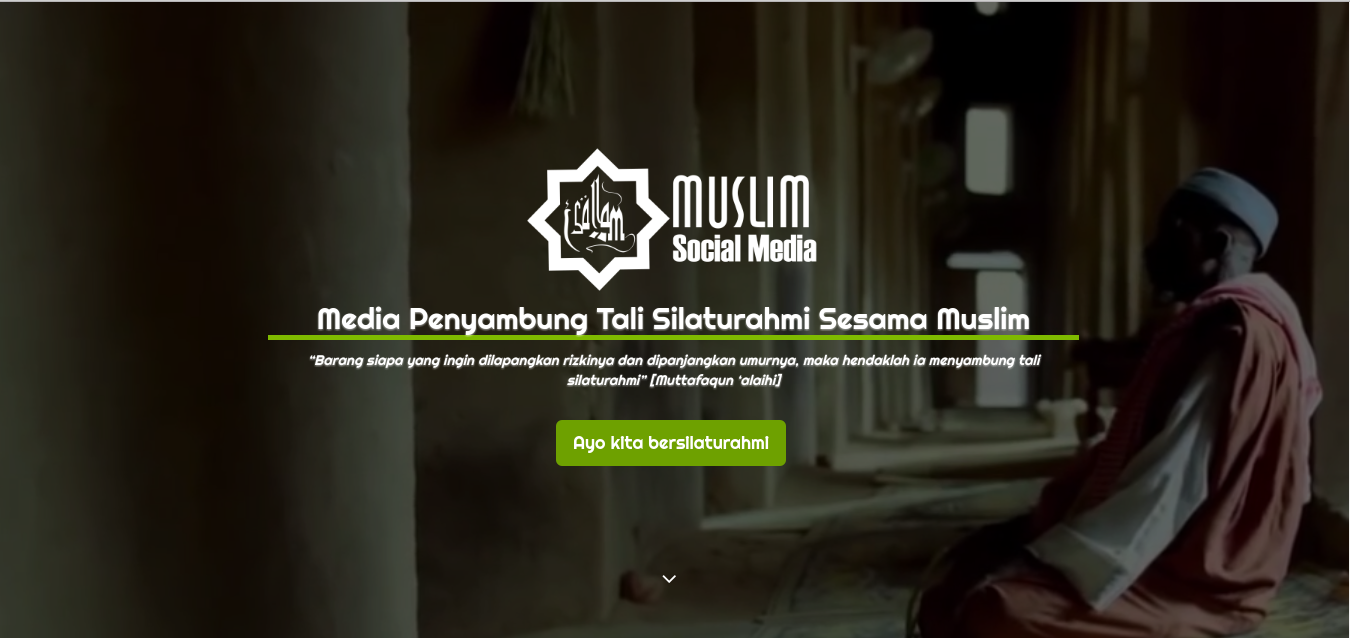 MUSLIM
Social Media
Media Penyambung Tali Silaturahmi Sesama Muslim
“Barang siapa yang ingin dilapangkan rizkinya dan dipanjangkan umurnya, maka hendaklah ia menyambung tali
silaturahmi” [Muttafaqun ‘alaihi]
Ayo kita bersilaturahmi